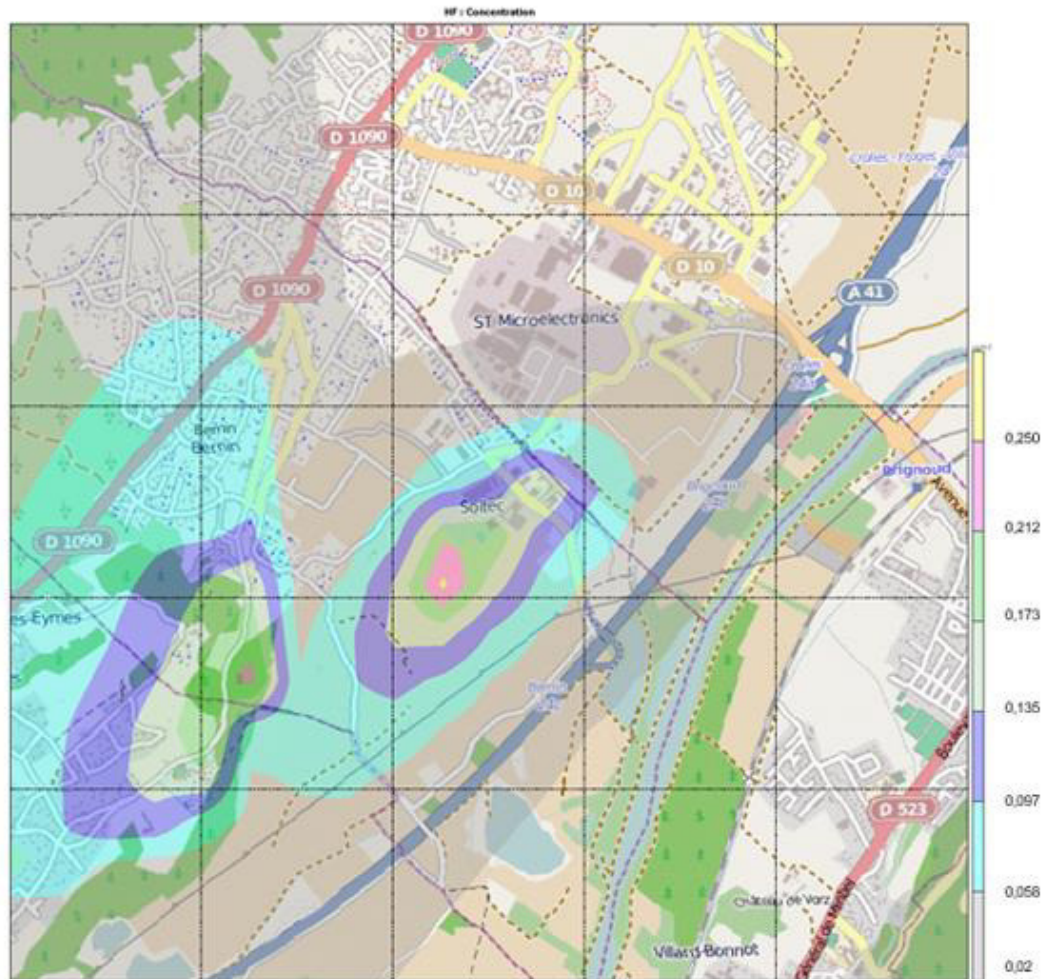 HF : Concentration
D 1090
D 1090
D 10
D 10
D 1090
A 41
ST Microelectronics
Bernin
Soitec
Brignoud
Avenue
D 1090
es-Eymes
D 523
Château de Vorz
Villard-Bonnot
0,250
0,212
0,173
0,135
0,097
0,058
0,02